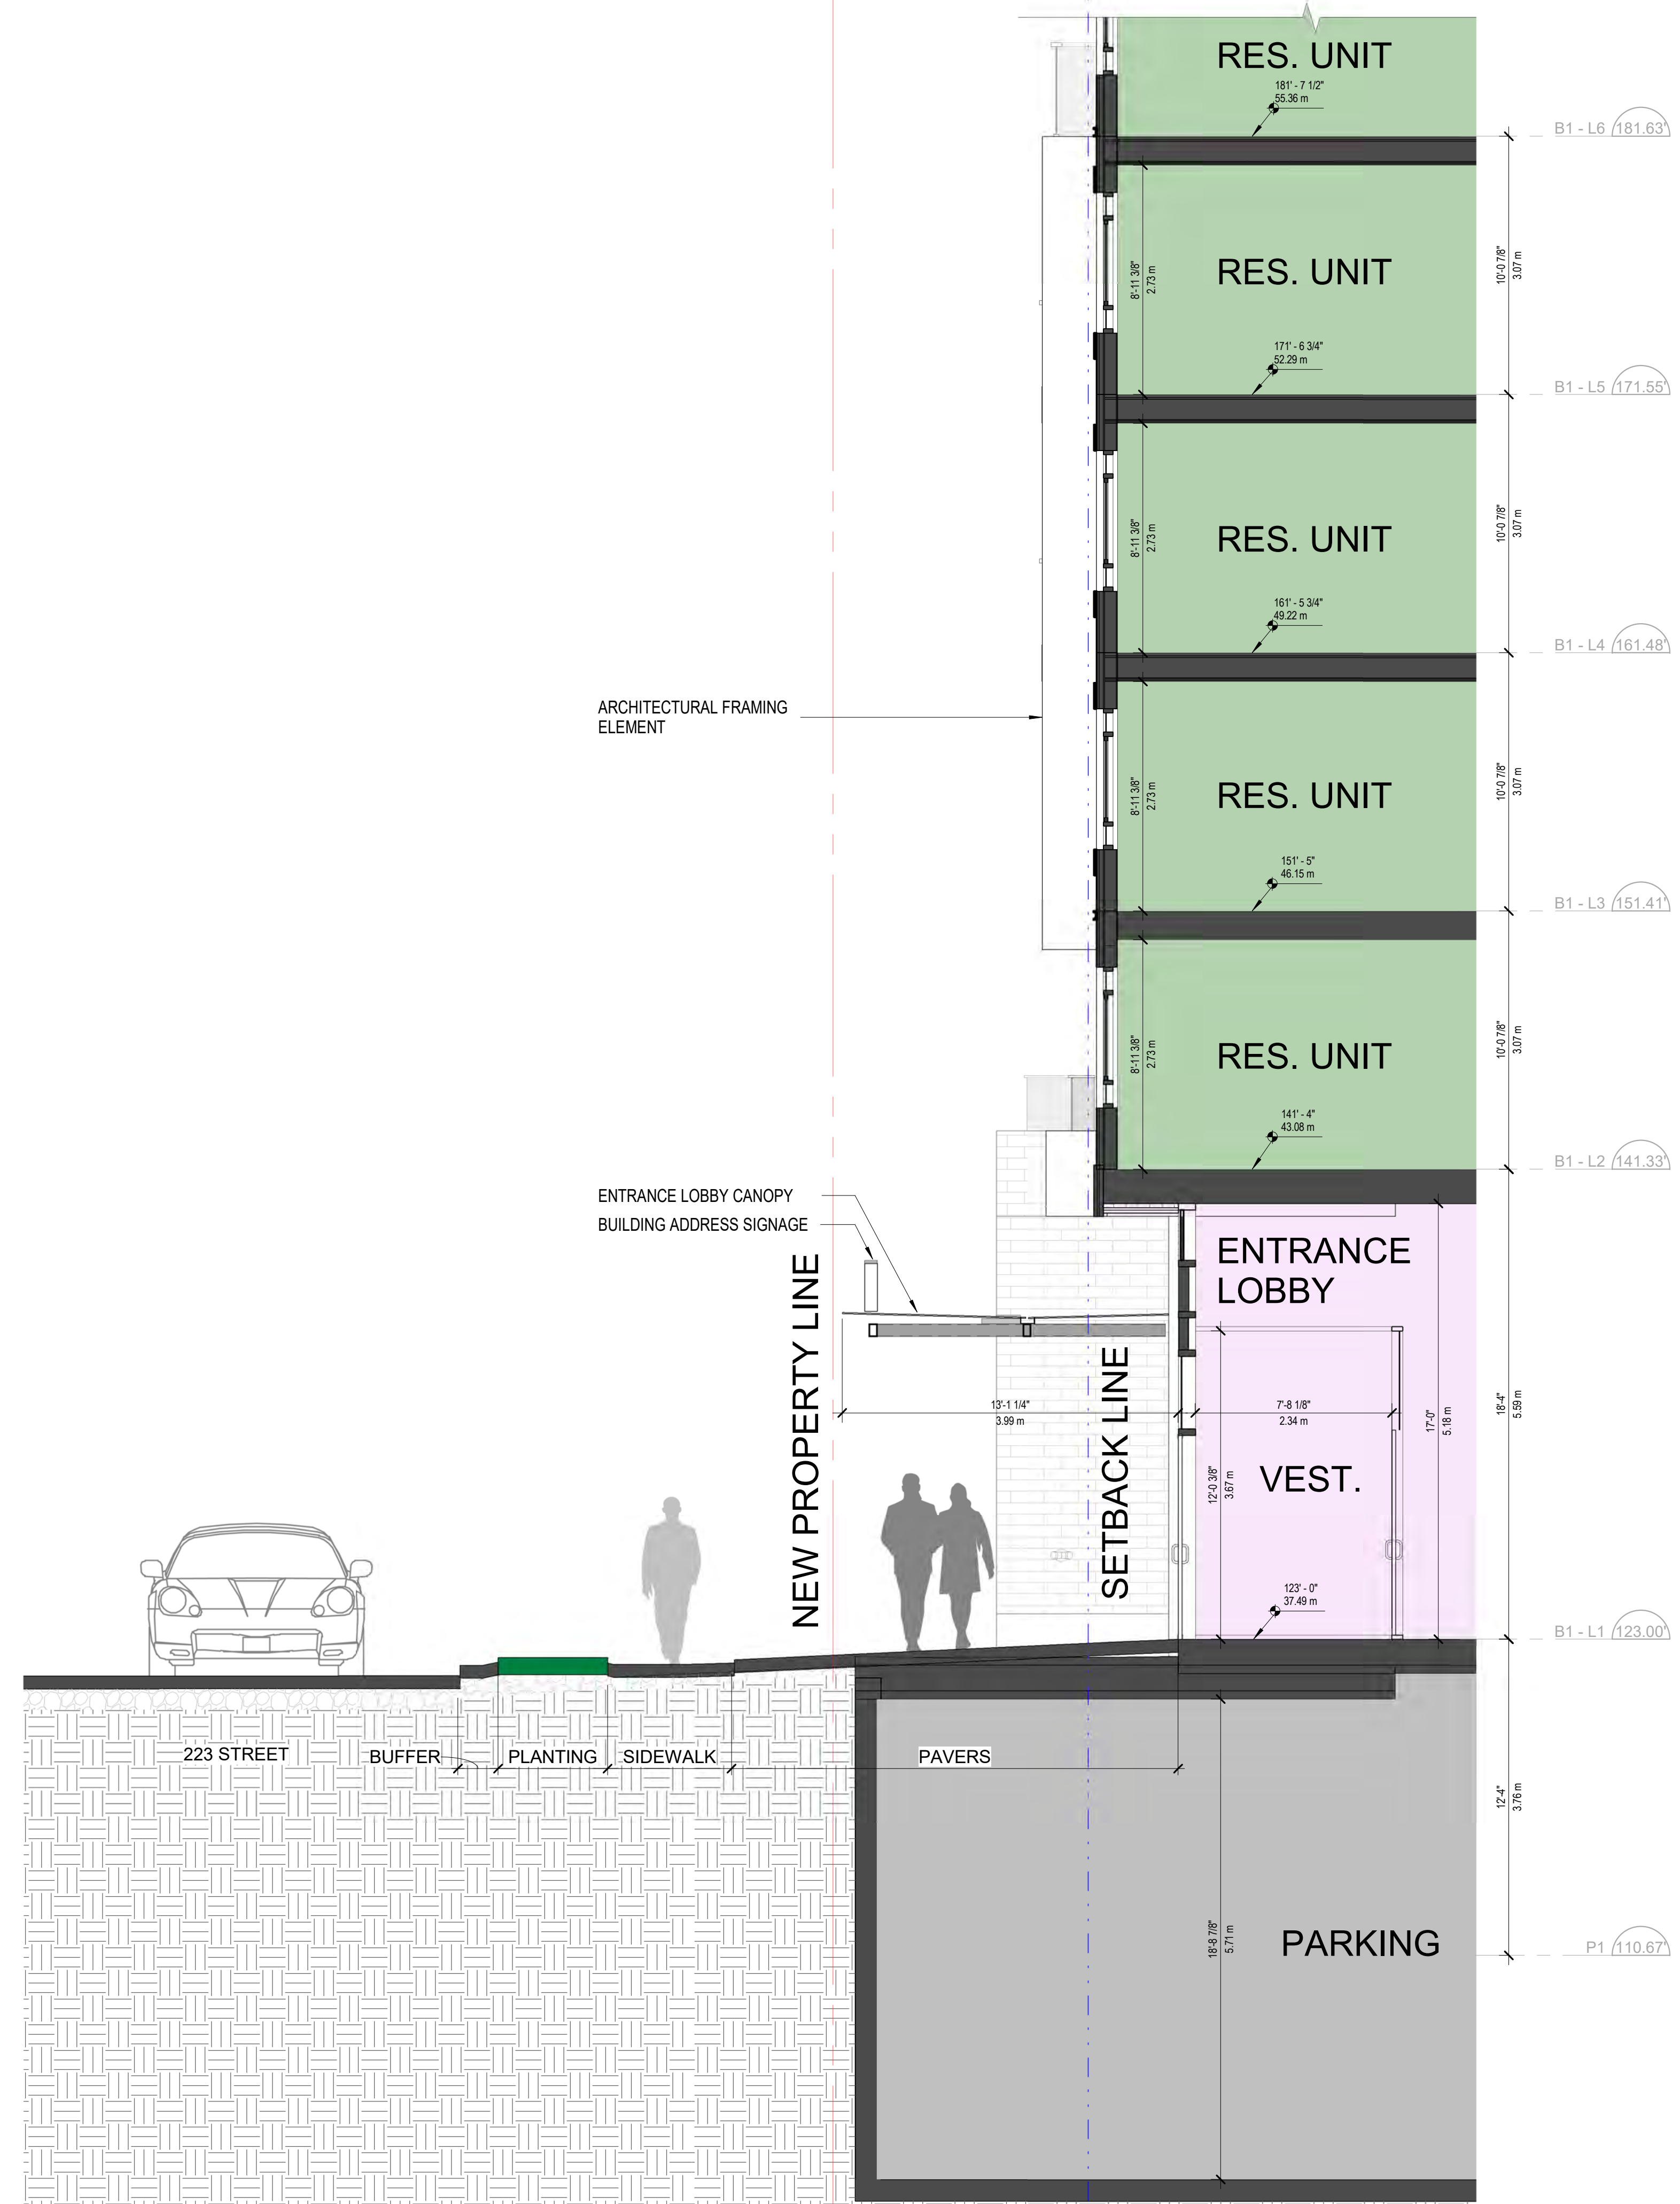 RES. UNIT
181' - 7 1/2"
55.36 m
B1 - L6 181.63'
8'-11 3/8"
2.73 m
RES. UNIT
10'-0 7/8"
3.07 m
171' - 6 3/4"
52.29 m
B1 - L5 171.55'
8'-11 3/8"
2.73 m
RES. UNIT
10'-0 7/8"
3.07 m
161' - 5 3/4"
49.22 m
B1 - L4 161.48'
ARCHITECTURAL FRAMING
ELEMENT
8'-11 3/8"
2.73 m
RES. UNIT
10'-0 7/8"
3.07 m
151' - 5"
46.15 m
B1 - L3 151.41'
8'-11 3/8"
2.73 m
RES. UNIT
10'-0 7/8"
3.07 m
141' - 4"
43.08 m
B1 - L2 141.33'
ENTRANCE LOBBY CANOPY
BUILDING ADDRESS SIGNAGE
NEW PROPERTY LINE
SETBACK LINE
ENTRANCE
LOBBY
13'-1 1/4"
3.99 m
7'-8 1/8"
2.34 m
17'-0"
5.18 m
18'-4"
5.59 m
12'-0 3/8"
3.67 m
VEST.
123' - 0"
37.49 m
B1 - L1 123.00'
223 STREET
BUFFER
PLANTING
SIDEWALK
PAVERS
12'-4"
3.76 m
18'-8 7/8"
5.71 m
PARKING
P1 110.67'